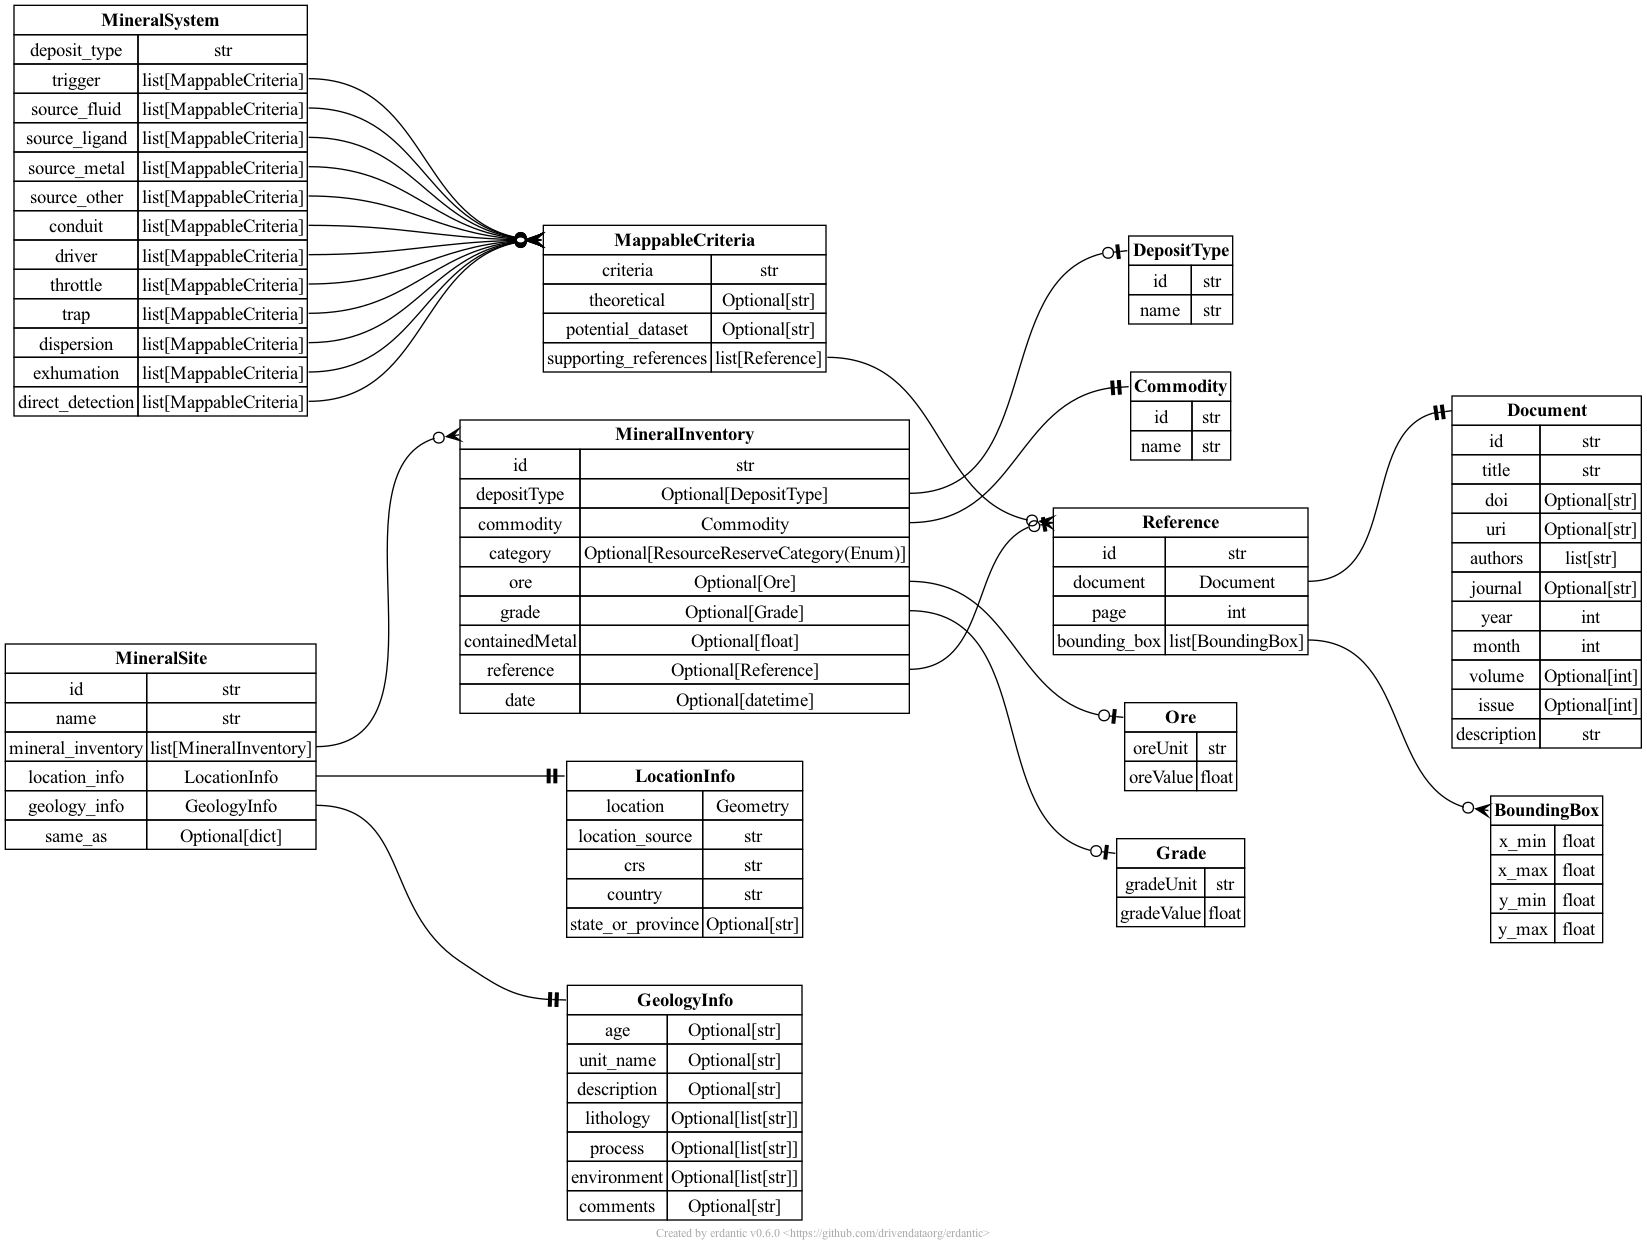 MineralSystem
deposit_type str
trigger list[MappableCriteria]
source_fluid list[MappableCriteria]
source_ligand list[MappableCriteria]
source_metal list[MappableCriteria]
source_other list[MappableCriteria]
conduit list[MappableCriteria]
driver list[MappableCriteria]
throttle list[MappableCriteria]
trap list[MappableCriteria]
dispersion list[MappableCriteria]
exhumation list[MappableCriteria]
direct_detection list[MappableCriteria]
MappableCriteria
criteria str
theoretical Optional[str]
potential_dataset Optional[str]
supporting_references list[Reference]
MineralInventory
id str
depositType Optional[DepositType]
commodity Commodity
category Optional[ResourceReserveCategory(Enum)]
ore Optional[Ore]
grade Optional[Grade]
containedMetal Optional[float]
reference Optional[Reference]
date Optional[datetime]
MineralSite
id str
name str
mineral_inventory list[MineralInventory]
location_info LocationInfo
geology_info GeologyInfo
same_as Optional[dict]
LocationInfo
location Geometry
location_source str
crs str
country str
state_or_province Optional[str]
GeologyInfo
age Optional[str]
unit_name Optional[str]
description Optional[str]
lithology Optional[list[str]]
process Optional[list[str]]
environment Optional[list[str]]
comments Optional[str]
DepositType
id str
name str
Commodity
id str
name str
Reference
id str
document Document
page int
bounding_box list[BoundingBox]
Ore
oreUnit str
oreValue float
Grade
gradeUnit str
gradeValue float
Document
id str
title str
doi Optional[str]
uri Optional[str]
authors list[str]
journal Optional[str]
year int
month int
volume Optional[int]
issue Optional[int]
description str
BoundingBox
x_min float
x_max float
y_min float
y_max float
Created by erdantic v0.6.0 <https://github.com/drivendataorg/erdantic>